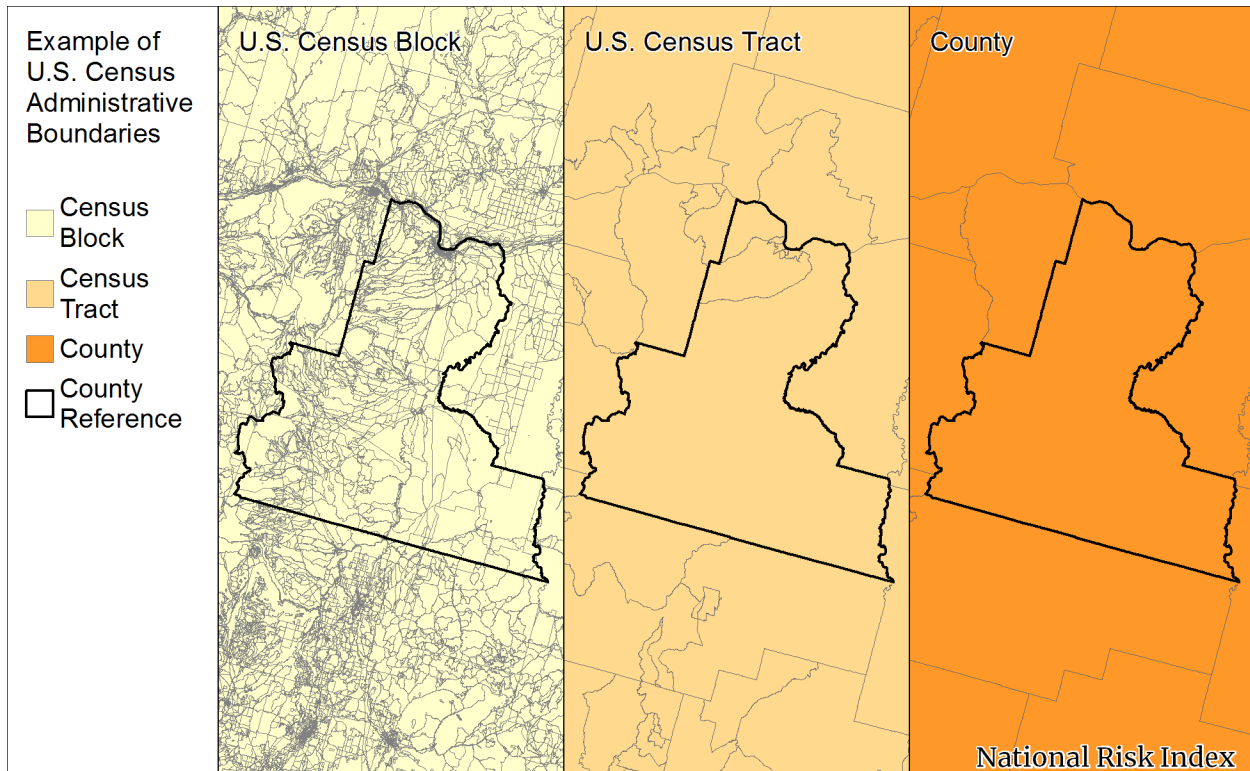 Example of
U.S. Census
Administrative
Boundaries
Census
Block
Census
Tract
County
County
Reference
U.S. Census Block
U.S. Census Tract
County
National Risk Index